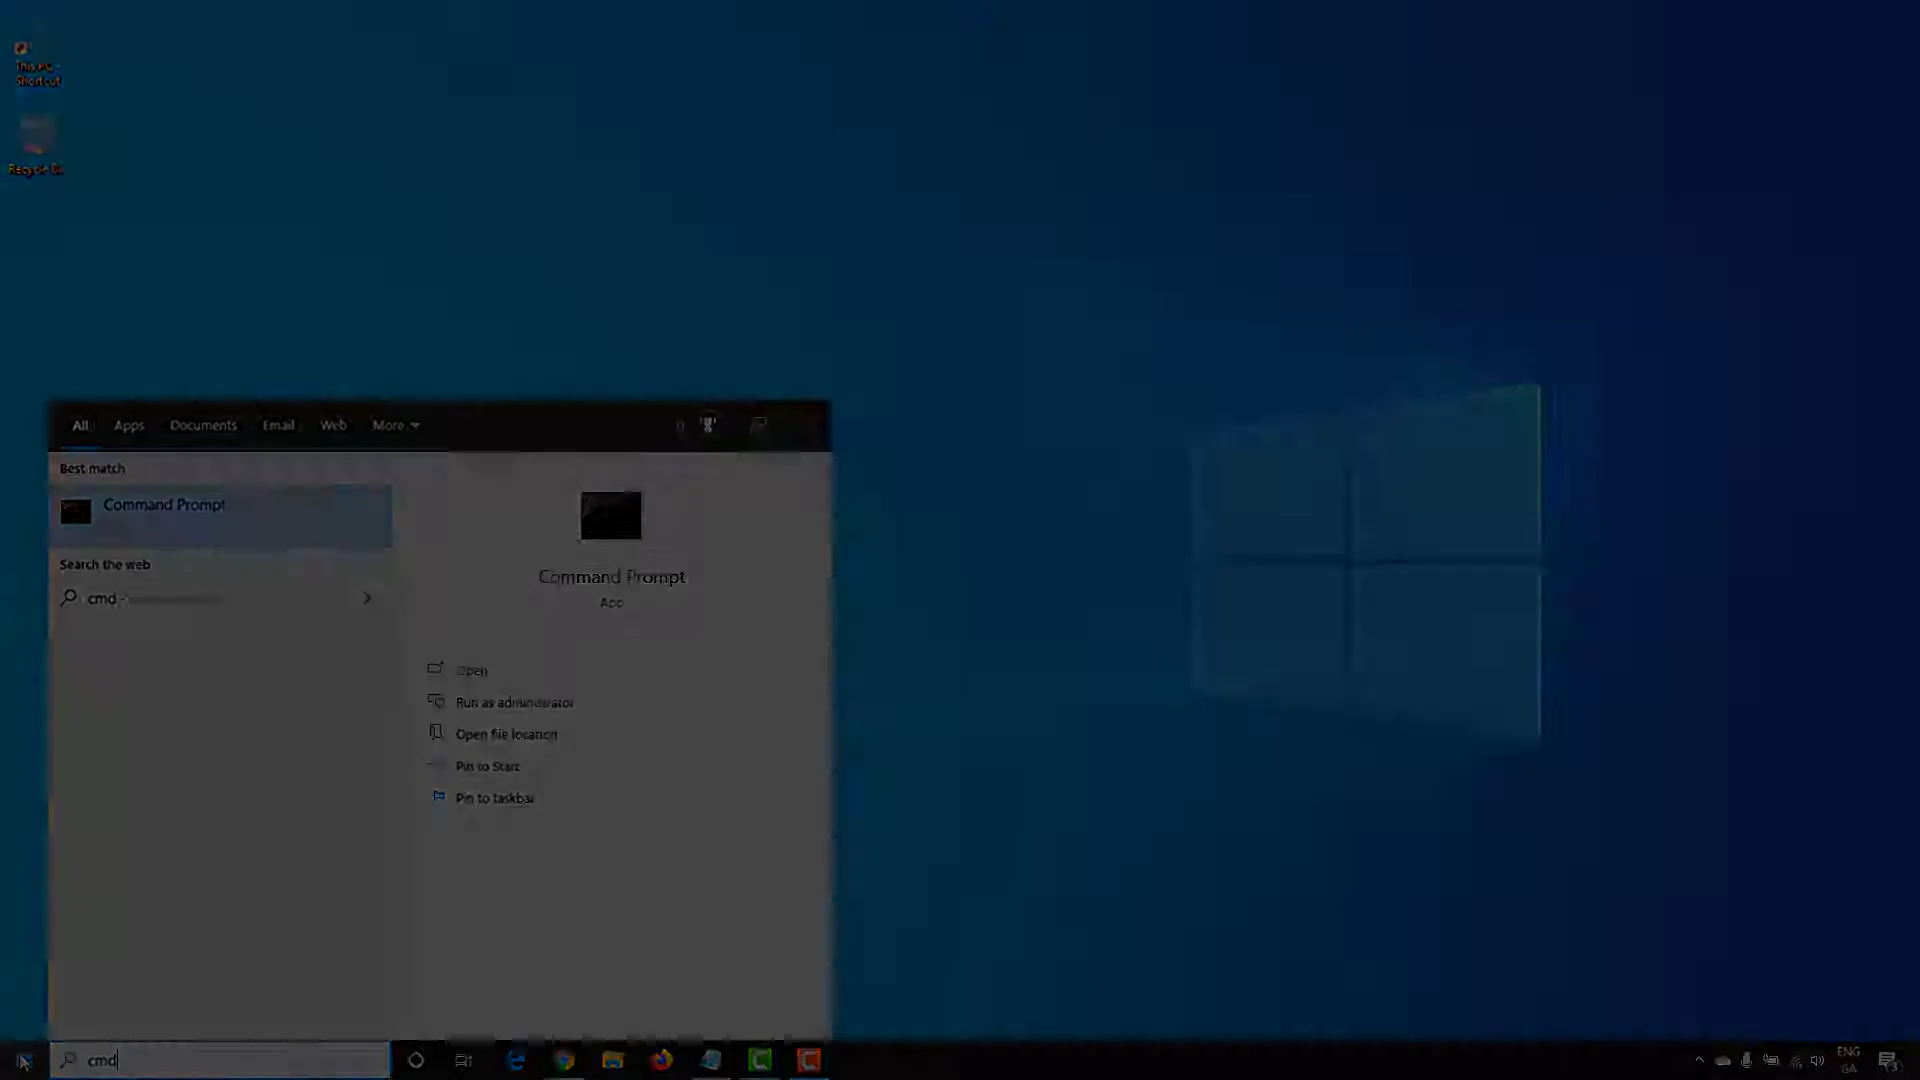 This PC -
Shortcut
Recycle
All Apps Documents Email Web More
Best match
Command Prompt
Search the web
cmd -
Command Prompt
App
Open
Run as administrator
Open file location
Pin to Start
Pin to taskbar
cmd
ENG
GA
3